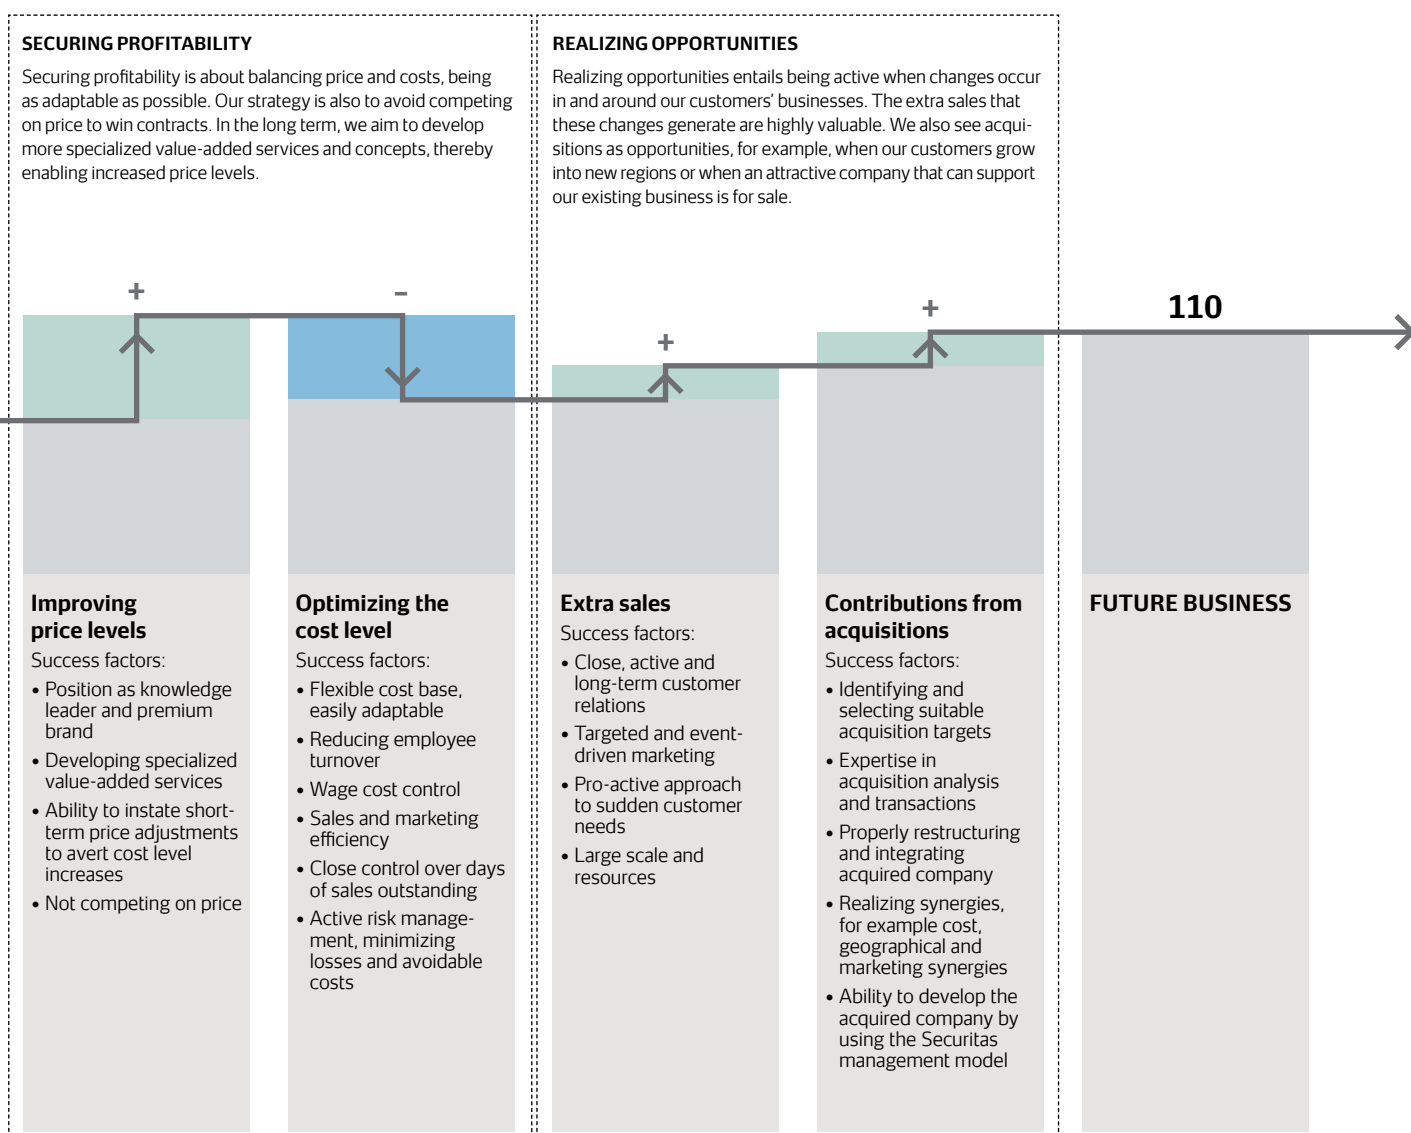 SECURING PROFITABILITY
Securing profitability is about balancing price and costs, being
as adaptable as possible. Our strategy is also to avoid competing
on price to win contracts. In the long term, we aim to develop
more specialized value-added services and concepts, thereby
enabling increased price levels.
REALIZING OPPORTUNITIES
Realizing opportunities entails being active when changes occur
in and around our customers' businesses. The extra sales that
these changes generate are highly valuable. We also see acqui-
sitions as opportunities, for example, when our customers grow
into new regions or when an attractive company that can support
our existing business is for sale.
+
–
+
+
110
Improving
price levels
Success factors:
• Position as knowledge
leader and premium
brand
• Developing specialized
value-added services
• Ability to instate short-
term price adjustments
to avert cost level
increases
• Not competing on price
Optimizing the
cost level
Success factors:
• Flexible cost base,
easily adaptable
• Reducing employee
turnover
• Wage cost control
• Sales and marketing
efficiency
• Close control over days
of sales outstanding
• Active risk manage-
ment, minimizing
losses and avoidable
costs
Extra sales
Success factors:
• Close, active and
long-term customer
relations
• Targeted and event-
driven marketing
• Pro-active approach
to sudden customer
needs
• Large scale and
resources
Contributions from
acquisitions
Success factors:
• Identifying and
selecting suitable
acquisition targets
• Expertise in
acquisition analysis
and transactions
• Properly restructuring
and integrating
acquired company
• Realizing synergies,
for example cost,
geographical and
marketing synergies
• Ability to develop the
acquired company by
using the Securitas
management model
FUTURE BUSINESS